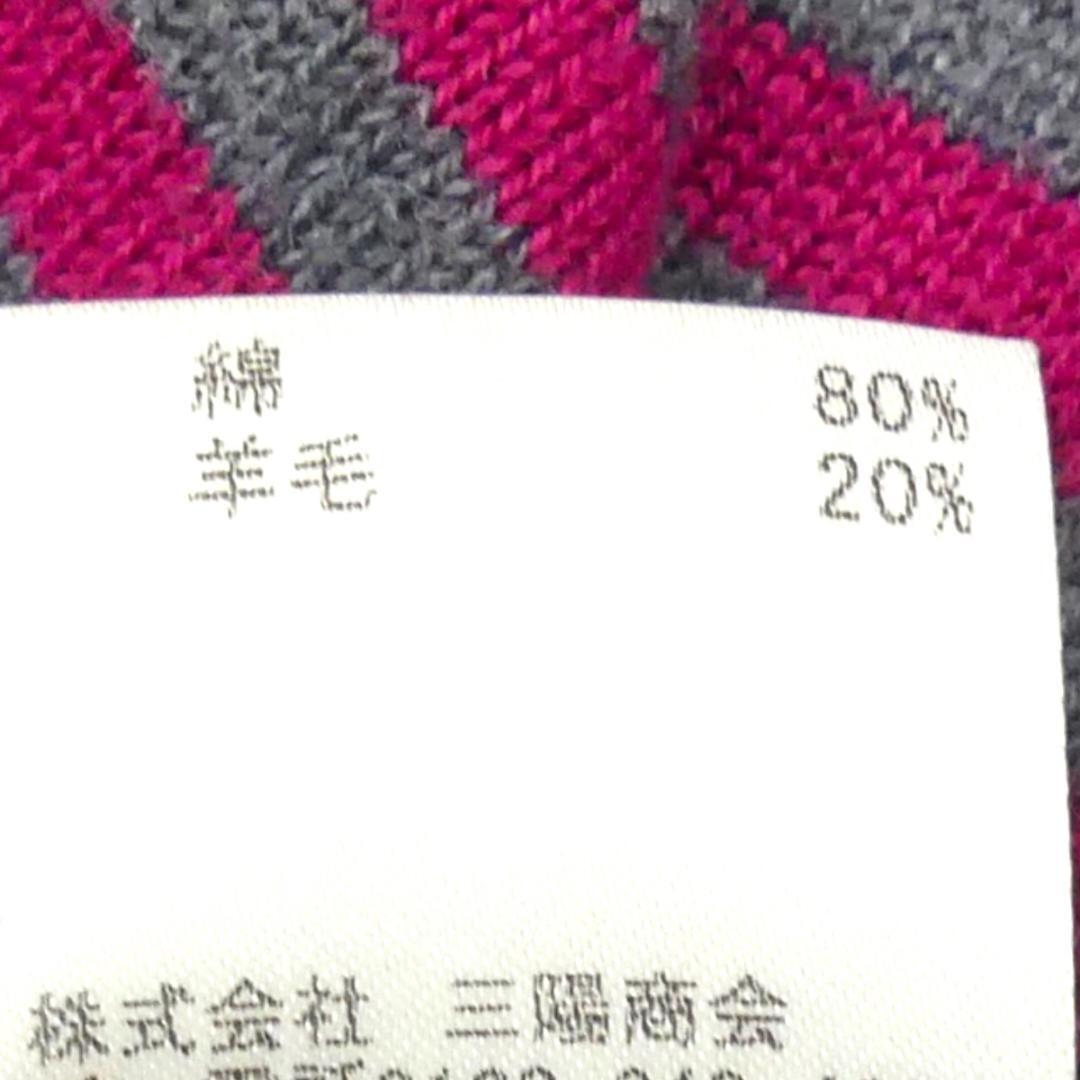 綿 80%
羊毛 20%
株式会社 三陽商会